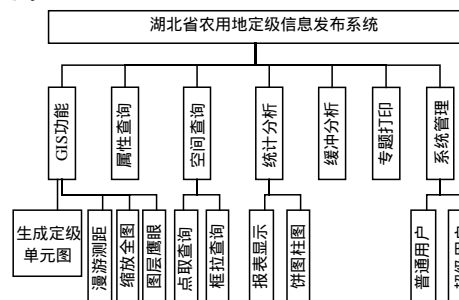 湖北省农用地定级信息发布系统
GIS功能
属性查询
空间查询
统计分析
缓冲分析
专题打印
系统管理
生成定级
单元图
漫游测距
缩放全图
图层鹰眼
点取查询
框拉查询
报表显示
饼图柱图
普通用户